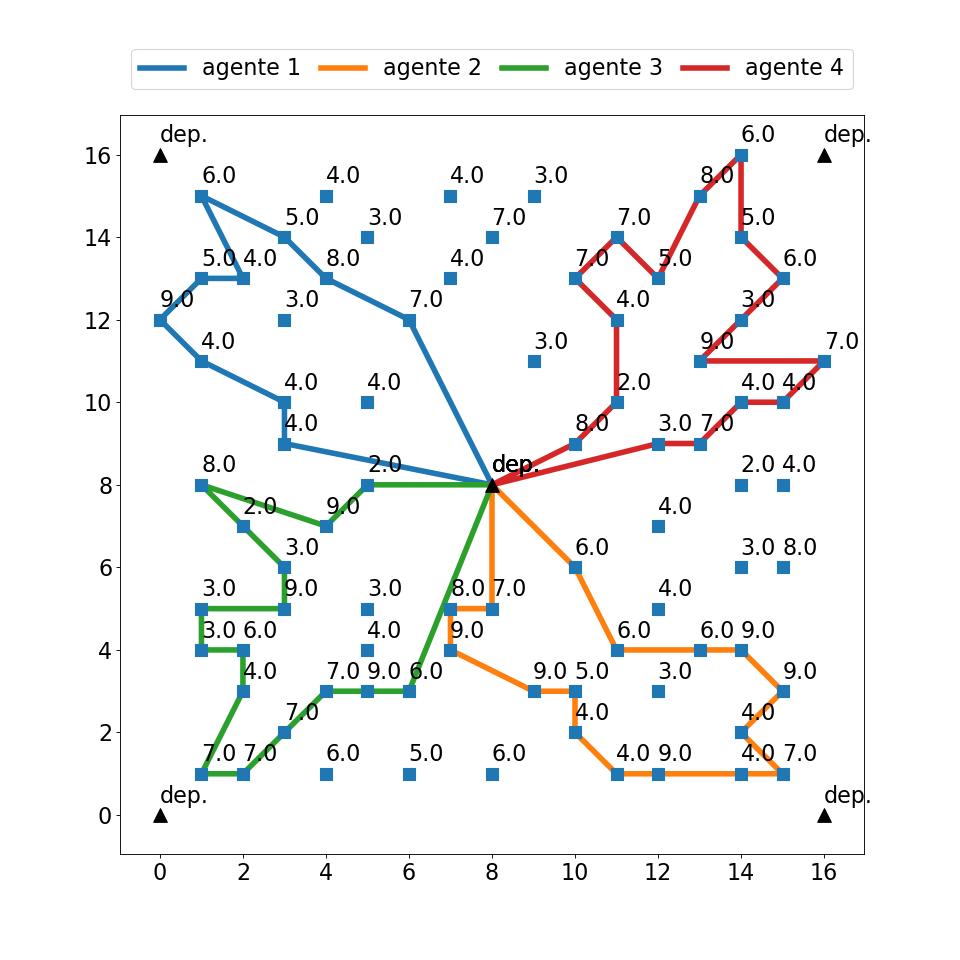 agente 1 agente 2 agente 3 agente 4
dep. 6.0 dep.
16
6.0 4.0 4.0 3.0 8.0
5.0 3.0 7.0 7.0 5.0
14
5.0 4.0 8.0 4.0 7.0 5.0 6.0
9.0 3.0 7.0 4.0 3.0
12
4.0 3.0 9.0 7.0
4.0 4.0 2.0 4.0 4.0
10
4.0 8.0 3.0 7.0
8.0 2.0 dep. 2.0 4.0
8
2.0 9.0 4.0
3.0 6.0 3.0 8.0
6
3.0 9.0 3.0 8.0 7.0 4.0
3.0 6.0 4.0 9.0 6.0 6.0 9.0
4
4.0 7.0 9.0 6.0 9.0 5.0 3.0 9.0
7.0 4.0 4.0
2
7.0 7.0 6.0 5.0 6.0 4.0 9.0 4.0 7.0
dep. dep.
0
0 2 4 6 8 10 12 14 16